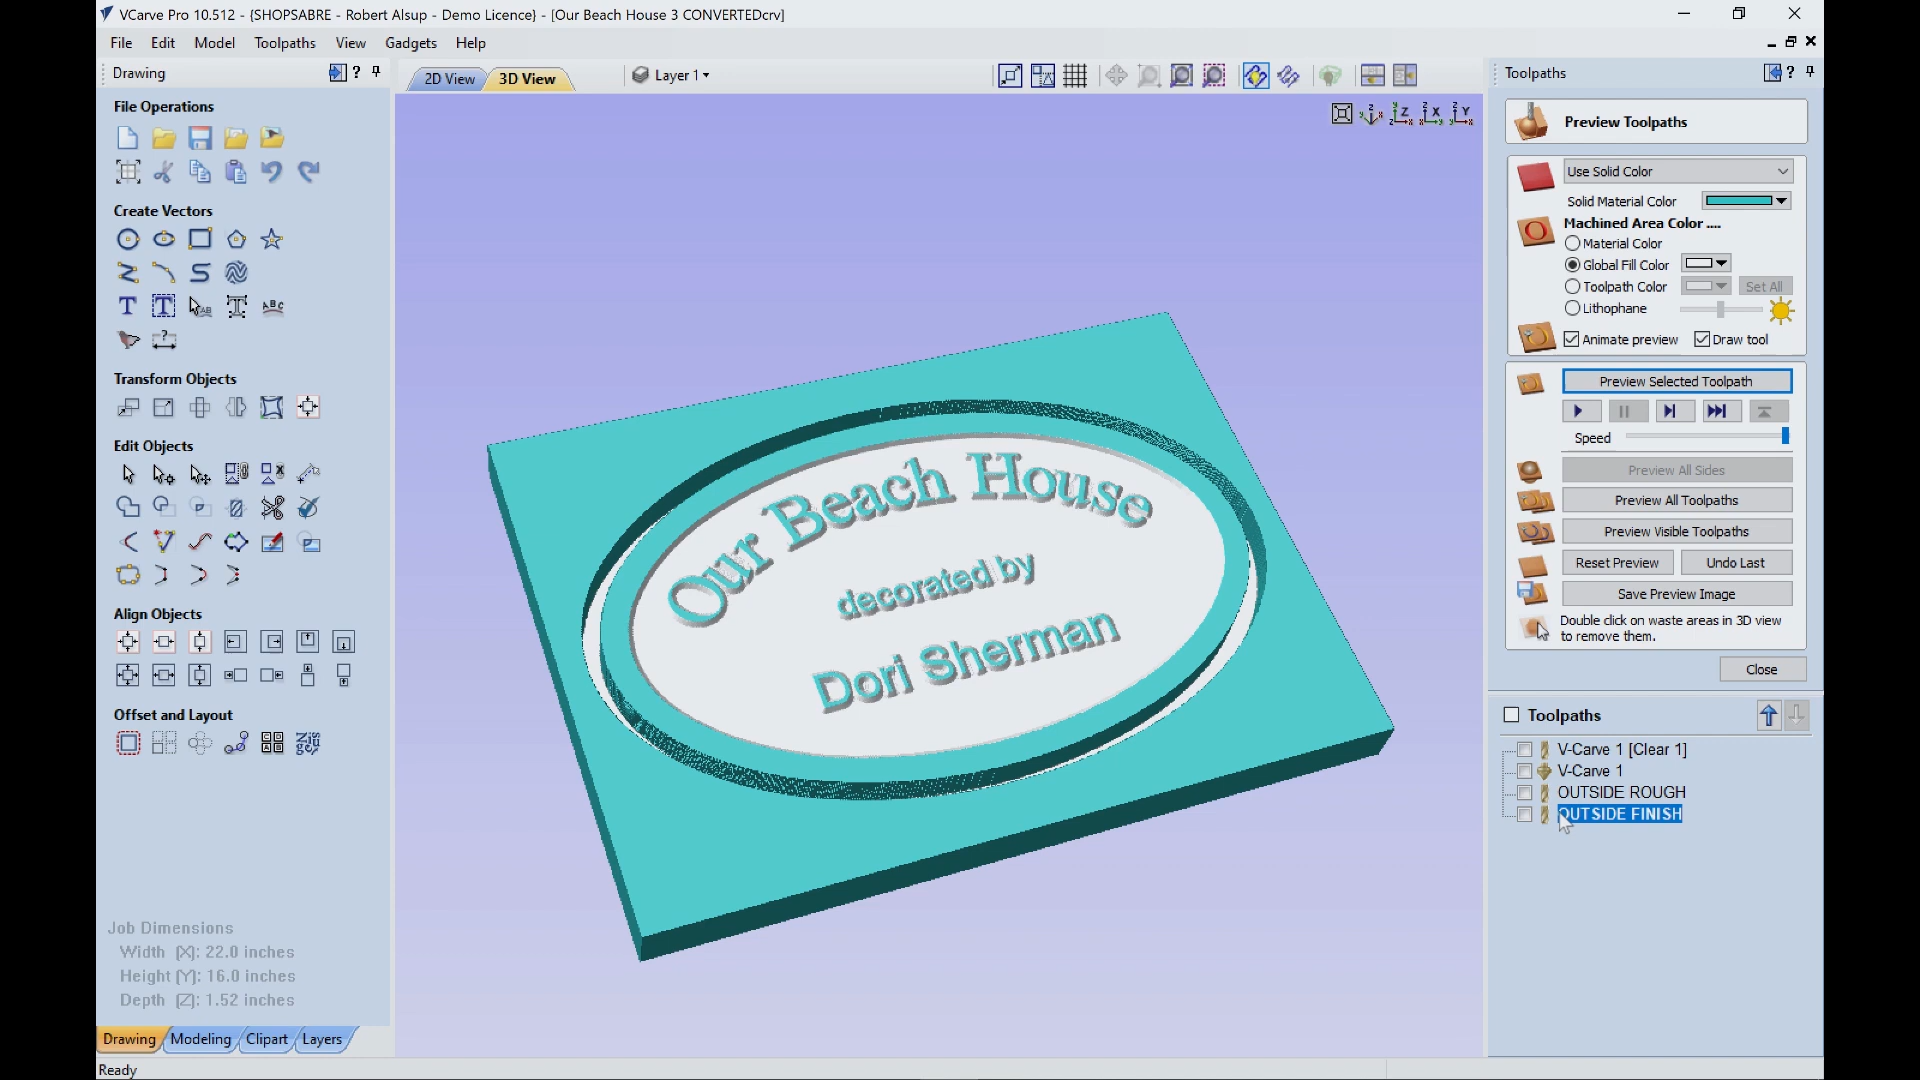 VCarve Pro 10.512 - {SHOPSABRE - Robert Alsup - Demo Licence} - [Our Beach House 3 CONVERTEDcrv]
File Edit Model Toolpaths View Gadgets Help
Drawing
2D View 3D View Layer 1
Toolpaths
File Operations
Create Vectors
Transform Objects
Edit Objects
Align Objects
Offset and Layout
Job Dimensions
Width (X): 22.0 inches
Height (Y): 16.0 inches
Depth (Z): 1.52 inches
Drawing Modeling Clipart Layers
Ready
Our Beach House
decorated by
Dori Sherman
Preview Toolpaths
Use Solid Color
Solid Material Color
Machined Area Color ....
Material Color
Global Fill Color
Toolpath Color Set All
Lithophane
Animate preview Draw tool
Preview Selected Toolpath
Speed
Preview All Sides
Preview All Toolpaths
Preview Visible Toolpaths
Reset Preview Undo Last
Save Preview Image
Double click on waste areas in 3D view
to remove them.
Close
Toolpaths
V-Carve 1 [Clear 1]
V-Carve 1
OUTSIDE ROUGH
OUTSIDE FINISH